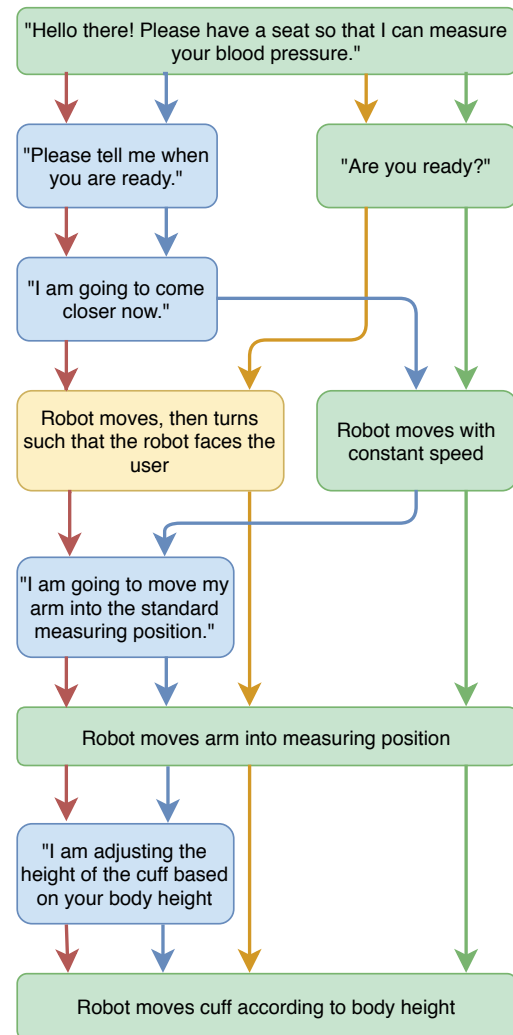 "Hello there! Please have a seat so that I can measure
your blood pressure."
"Please tell me when
you are ready."
"Are you ready?"
"I am going to come
closer now."
Robot moves, then turns
such that the robot faces the
user
Robot moves with
constant speed
"I am going to move my
arm into the standard
measuring position."
Robot moves arm into measuring position
"I am adjusting the
height of the cuff based
on your body height
Robot moves cuff according to body height